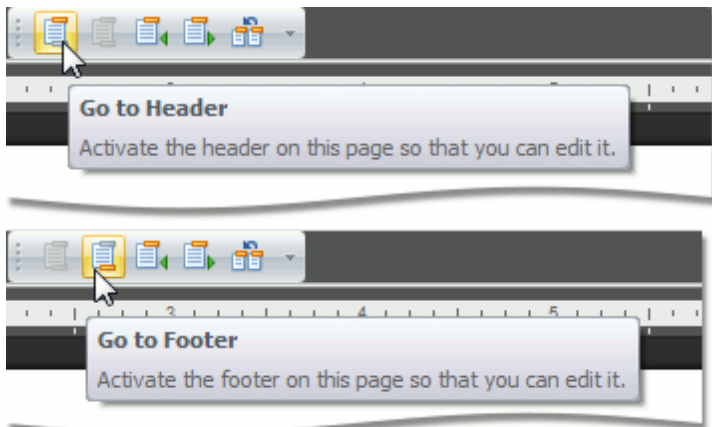 Go to Header
Activate the header on this page so that you can edit it.
3 4 5
Go to Footer
Activate the footer on this page so that you can edit it.